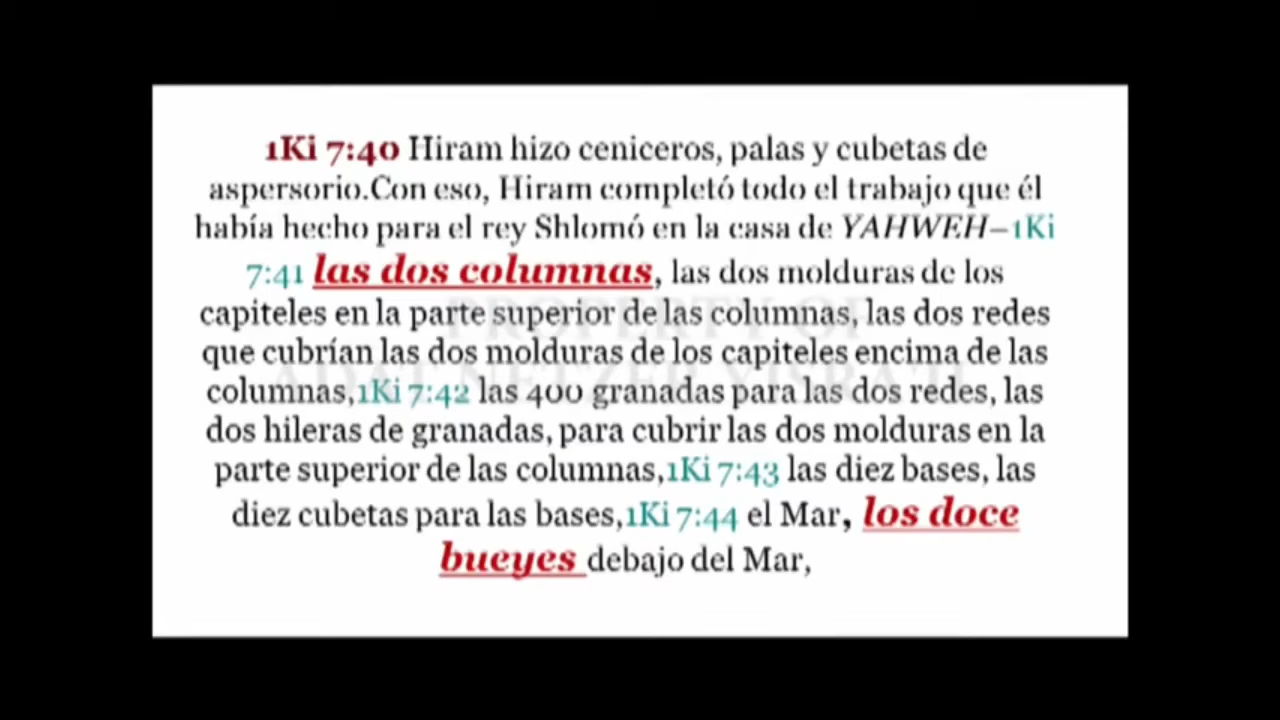 1Ki 7:40 Hiram hizo ceniceros, palas y cubetas de
aspersorio.Con eso, Hiram completó todo el trabajo que él
había hecho para el rey Shlomó en la casa de YAHWEH–1Ki
7:41 las dos columnas, las dos molduras de los
capiteles en la parte superior de las columnas, las dos redes
que cubrían las dos molduras de los capiteles encima de las
columnas,1Ki 7:42 las 400 granadas para las dos redes, las
dos hileras de granadas, para cubrir las dos molduras en la
parte superior de las columnas,1Ki 7:43 las diez bases, las
diez cubetas para las bases,1Ki 7:44 el Mar, los doce
bueyes debajo del Mar,
PROPERTY OF